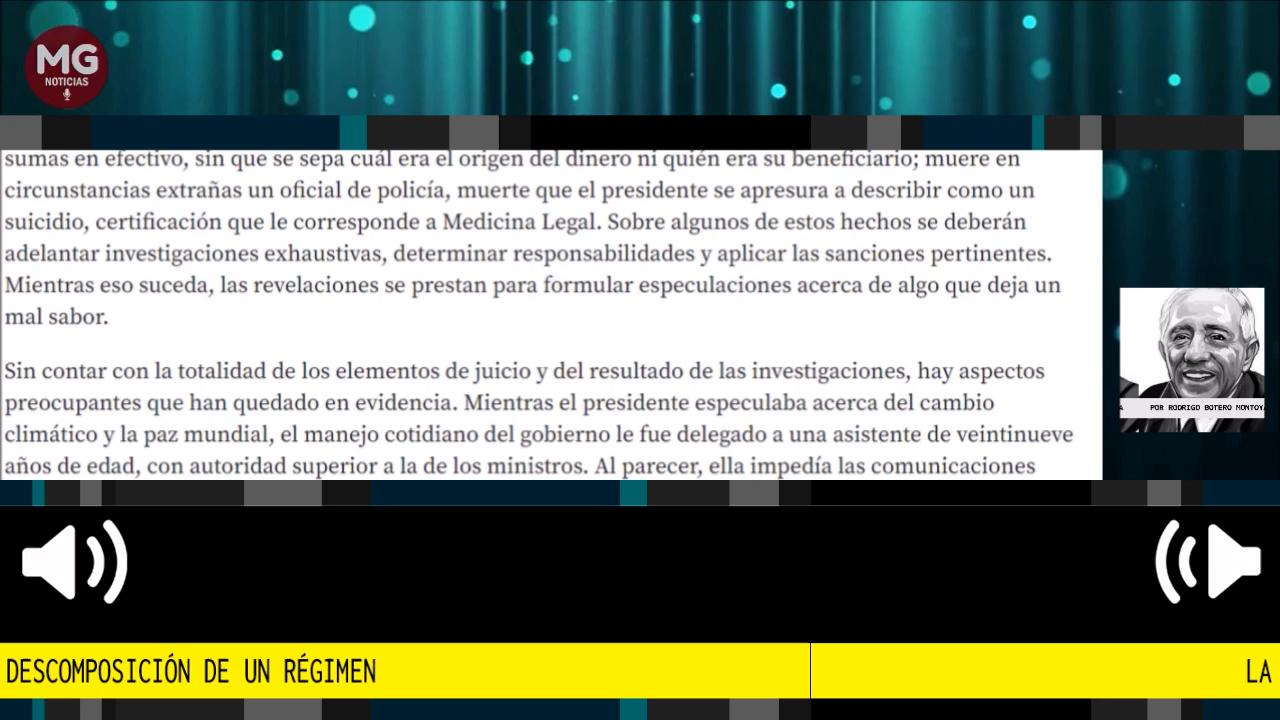 MG
NOTICIAS
sumas en efectivo, sin que se sepa cuál era el origen del dinero ni quién era su beneficiario; muere en
circunstancias extrañas un oficial de policía, muerte que el presidente se apresura a describir como un
suicidio, certificación que le corresponde a Medicina Legal. Sobre algunos de estos hechos se deberán
adelantar investigaciones exhaustivas, determinar responsabilidades y aplicar las sanciones pertinentes.
Mientras eso suceda, las revelaciones se prestan para formular especulaciones acerca de algo que deja un
mal sabor.
Sin contar con la totalidad de los elementos de juicio y del resultado de las investigaciones, hay aspectos
preocupantes que han quedado en evidencia. Mientras el presidente especulaba acerca del cambio
climático y la paz mundial, el manejo cotidiano del gobierno le fue delegado a una asistente de veintinueve
años de edad, con autoridad superior a la de los ministros. Al parecer, ella impedía las comunicaciones
A POR RODRIGO BOTERO MONTOY
DESCOMPOSICIÓN DE UN RÉGIMEN
LA